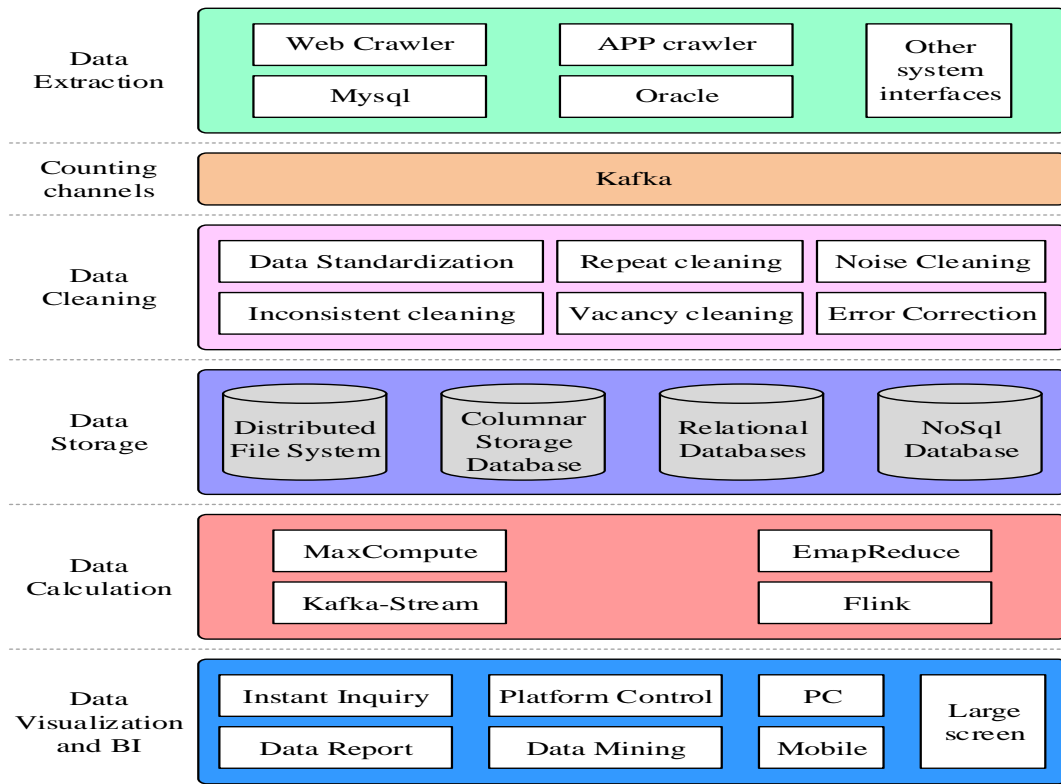 Data
Extraction
Web Crawler
APP crawler
Other
system
interfaces
Mysql
Oracle
Counting
channels
Kafka
Data
Cleaning
Data Standardization
Repeat cleaning
Noise Cleaning
Inconsistent cleaning
Vacancy cleaning
Error Correction
Data
Storage
Distributed
File System
Columnar
Storage
Database
Relational
Databases
NoSql
Database
Data
Calculation
MaxCompute
EmapReduce
Kafka-Stream
Flink
Data
Visualization
and BI
Instant Inquiry
Platform Control
PC
Large
screen
Data Report
Data Mining
Mobile